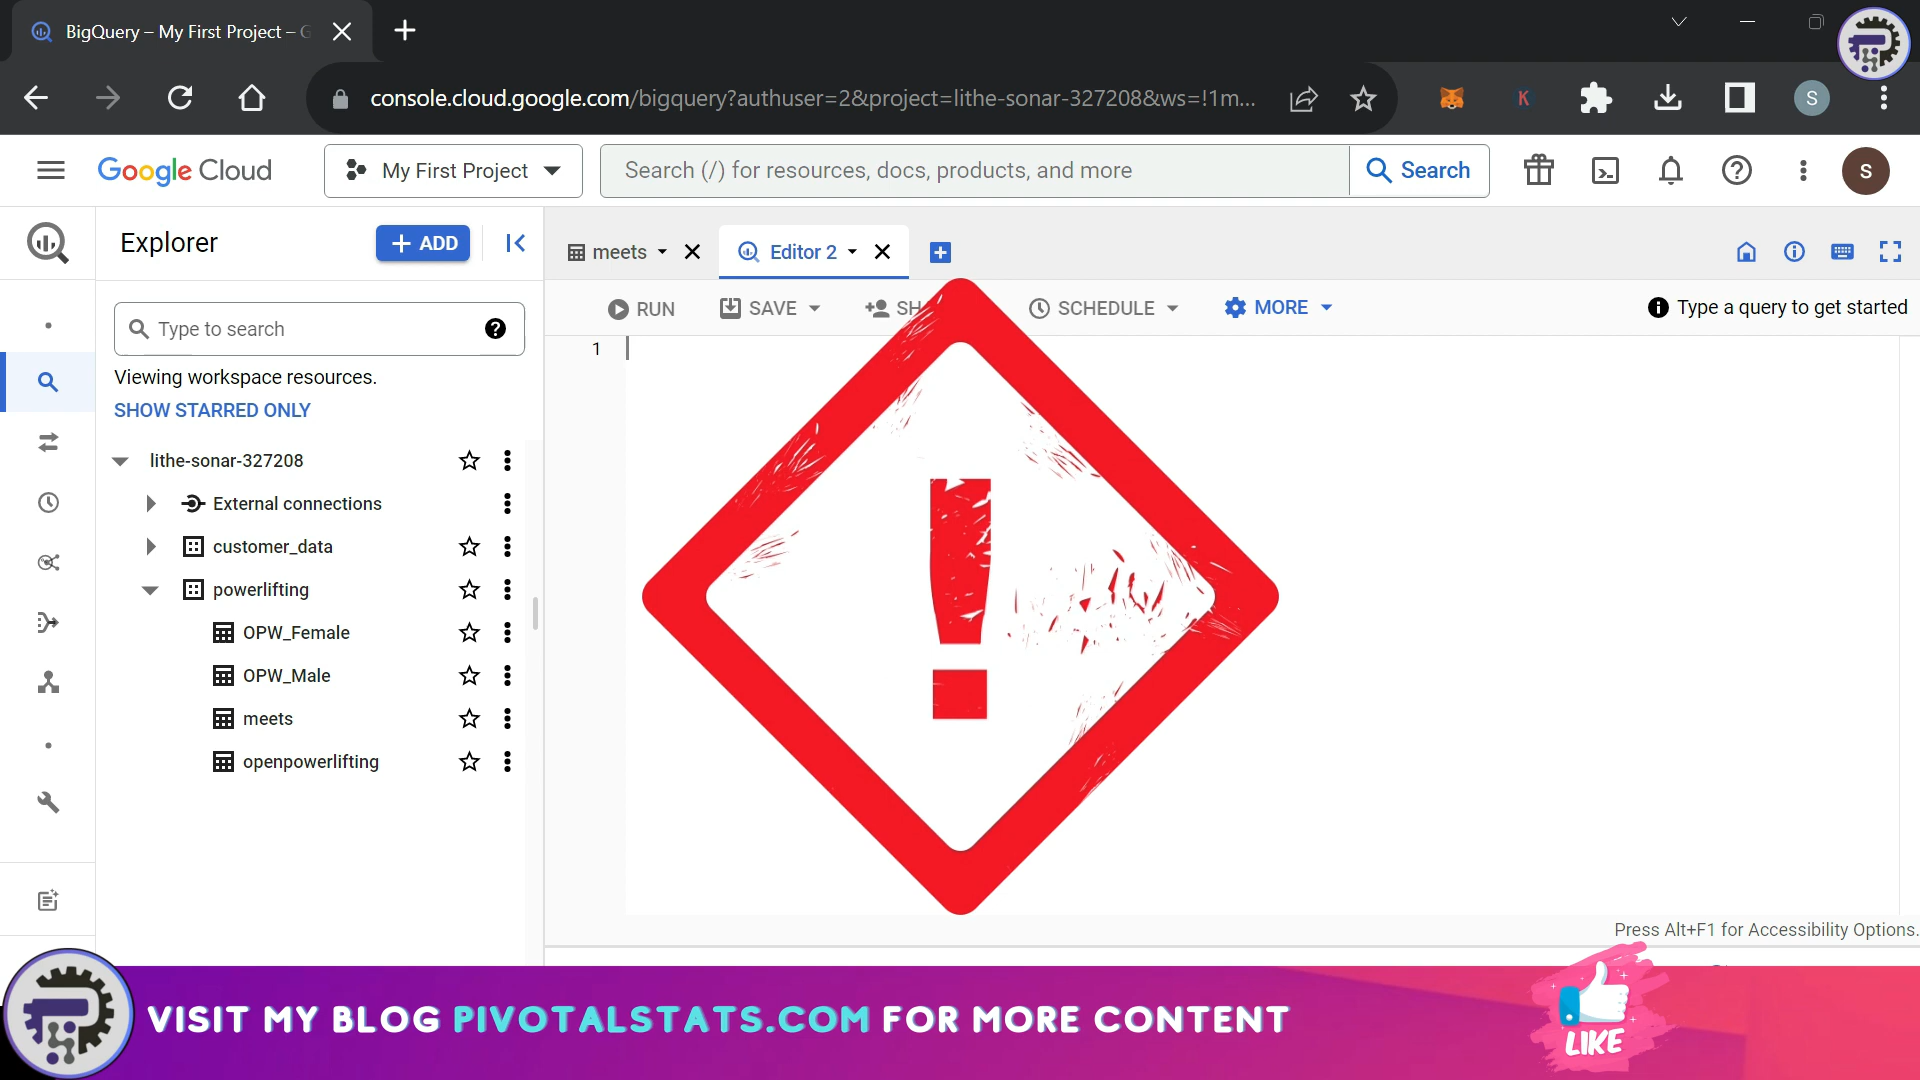 BigQuery – My First Project – G
console.cloud.google.com/bigquery?authuser=2&project=lithe-sonar-327208&ws=!1m...
K
S
Google Cloud
My First Project
Search (/) for resources, docs, products, and more
Search
S
Explorer
+ ADD
meets
Editor 2
Type to search
RUN
SAVE
SH
SCHEDULE
MORE
Type a query to get started
1
Viewing workspace resources.
SHOW STARRED ONLY
lithe-sonar-327208
External connections
customer_data
powerlifting
OPW_Female
OPW_Male
meets
openpowerlifting
!
Press Alt+F1 for Accessibility Options.
VISIT MY BLOG PIVOTALSTATS.COM FOR MORE CONTENT
LIKE